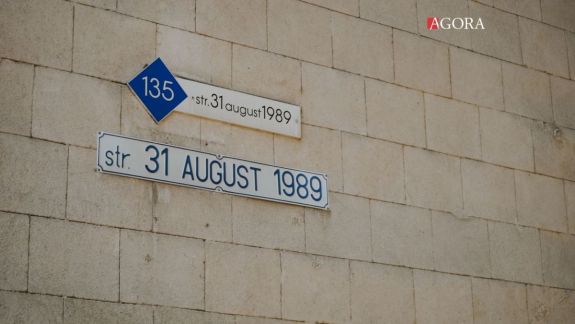 AGORA
135
str. 31 august 1989
str. 31 AUGUST 1989